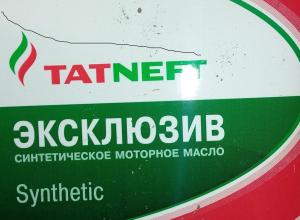 TATNEFT
ЭКСКЛЮЗИВ
СИНТЕТИЧЕСКОЕ МОТОРНОЕ МАСЛО
Synthetic